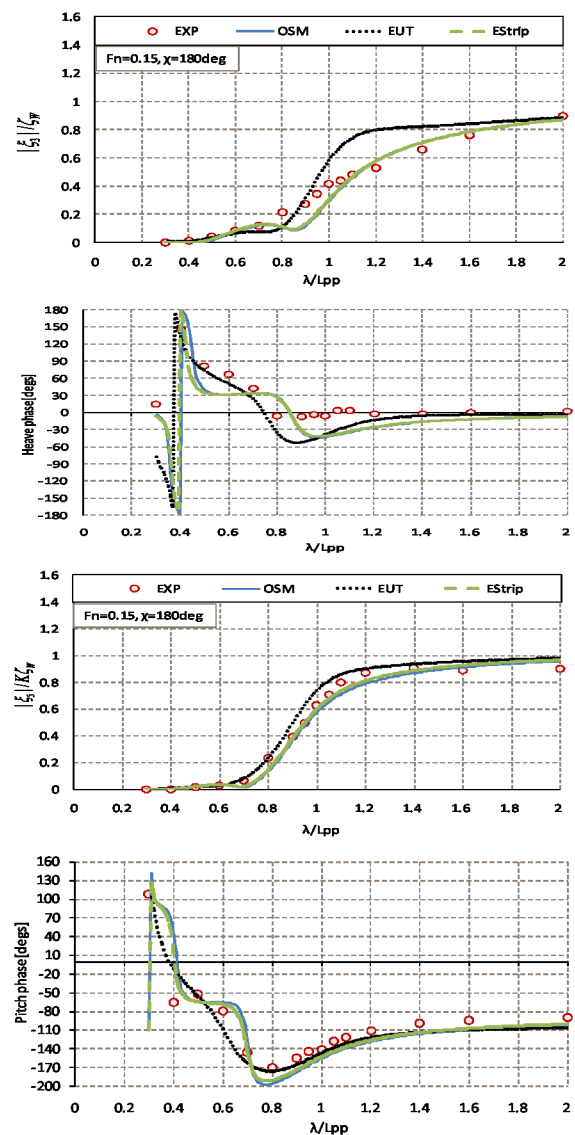 EXP OSM EUT EStrip
Fn=0.15, χ=180deg
|ξ₃|/ζ_W
1.6
1.4
1.2
1
0.8
0.6
0.4
0.2
0
0 0.2 0.4 0.6 0.8 1 1.2 1.4 1.6 1.8 2
λ/Lpp
Heave phase[degs]
180
150
120
90
60
30
0
-30
-60
-90
-120
-150
-180
0 0.2 0.4 0.6 0.8 1 1.2 1.4 1.6 1.8 2
λ/Lpp
EXP OSM EUT EStrip
Fn=0.15, χ=180deg
|ξ₅|/Kζ_W
1.6
1.4
1.2
1
0.8
0.6
0.4
0.2
0
0 0.2 0.4 0.6 0.8 1 1.2 1.4 1.6 1.8 2
λ/Lpp
Pitch phase[degs]
160
130
100
70
40
10
-20
-50
-80
-110
-140
-170
-200
0 0.2 0.4 0.6 0.8 1 1.2 1.4 1.6 1.8 2
λ/Lpp